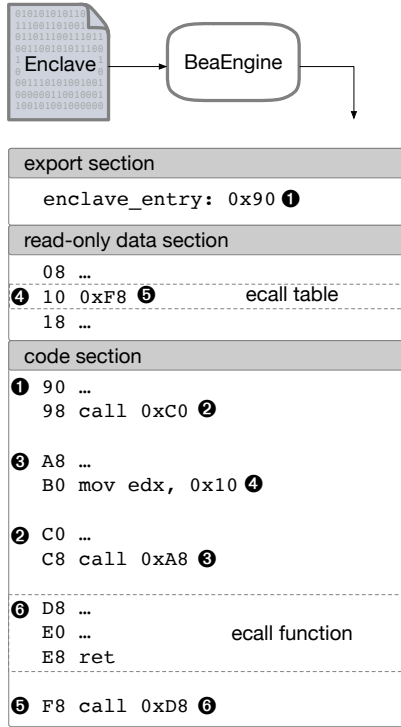 010101010110
111001101001
011011100111011
001100101011100
1 1
Enclave
0 0
001110101001001
000000110010001
100101001000000
BeaEngine
export section
enclave_entry: 0x90 ❶
read-only data section
08 …
❹ 10 0xF8 ❺ ecall table
18 …
code section
❶ 90 …
98 call 0xC0 ❷
❸ A8 …
B0 mov edx, 0x10 ❹
❷ C0 …
C8 call 0xA8 ❸
❻ D8 …
E0 … ecall function
E8 ret
❺ F8 call 0xD8 ❻